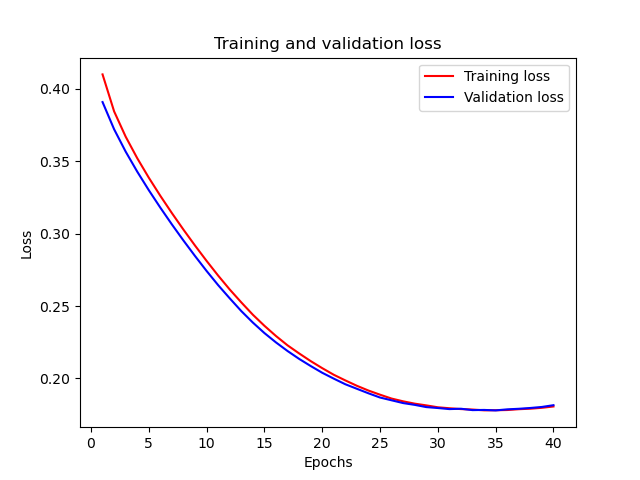 Training and validation loss
Training loss
Validation loss
Loss
0.40
0.35
0.30
0.25
0.20
0 5 10 15 20 25 30 35 40
Epochs